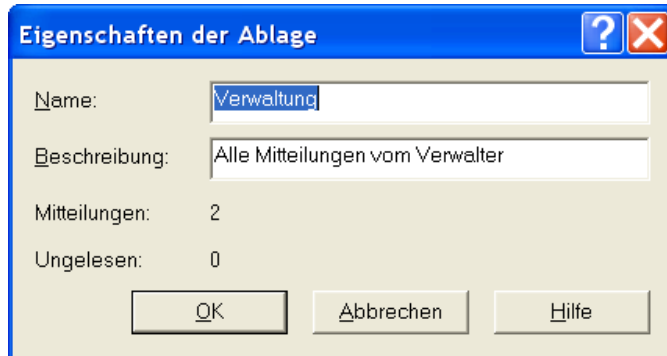 Eigenschaften der Ablage
Name: Verwaltung
Beschreibung: Alle Mitteilungen vom Verwalter
Mitteilungen: 2
Ungelesen: 0
OK Abbrechen Hilfe